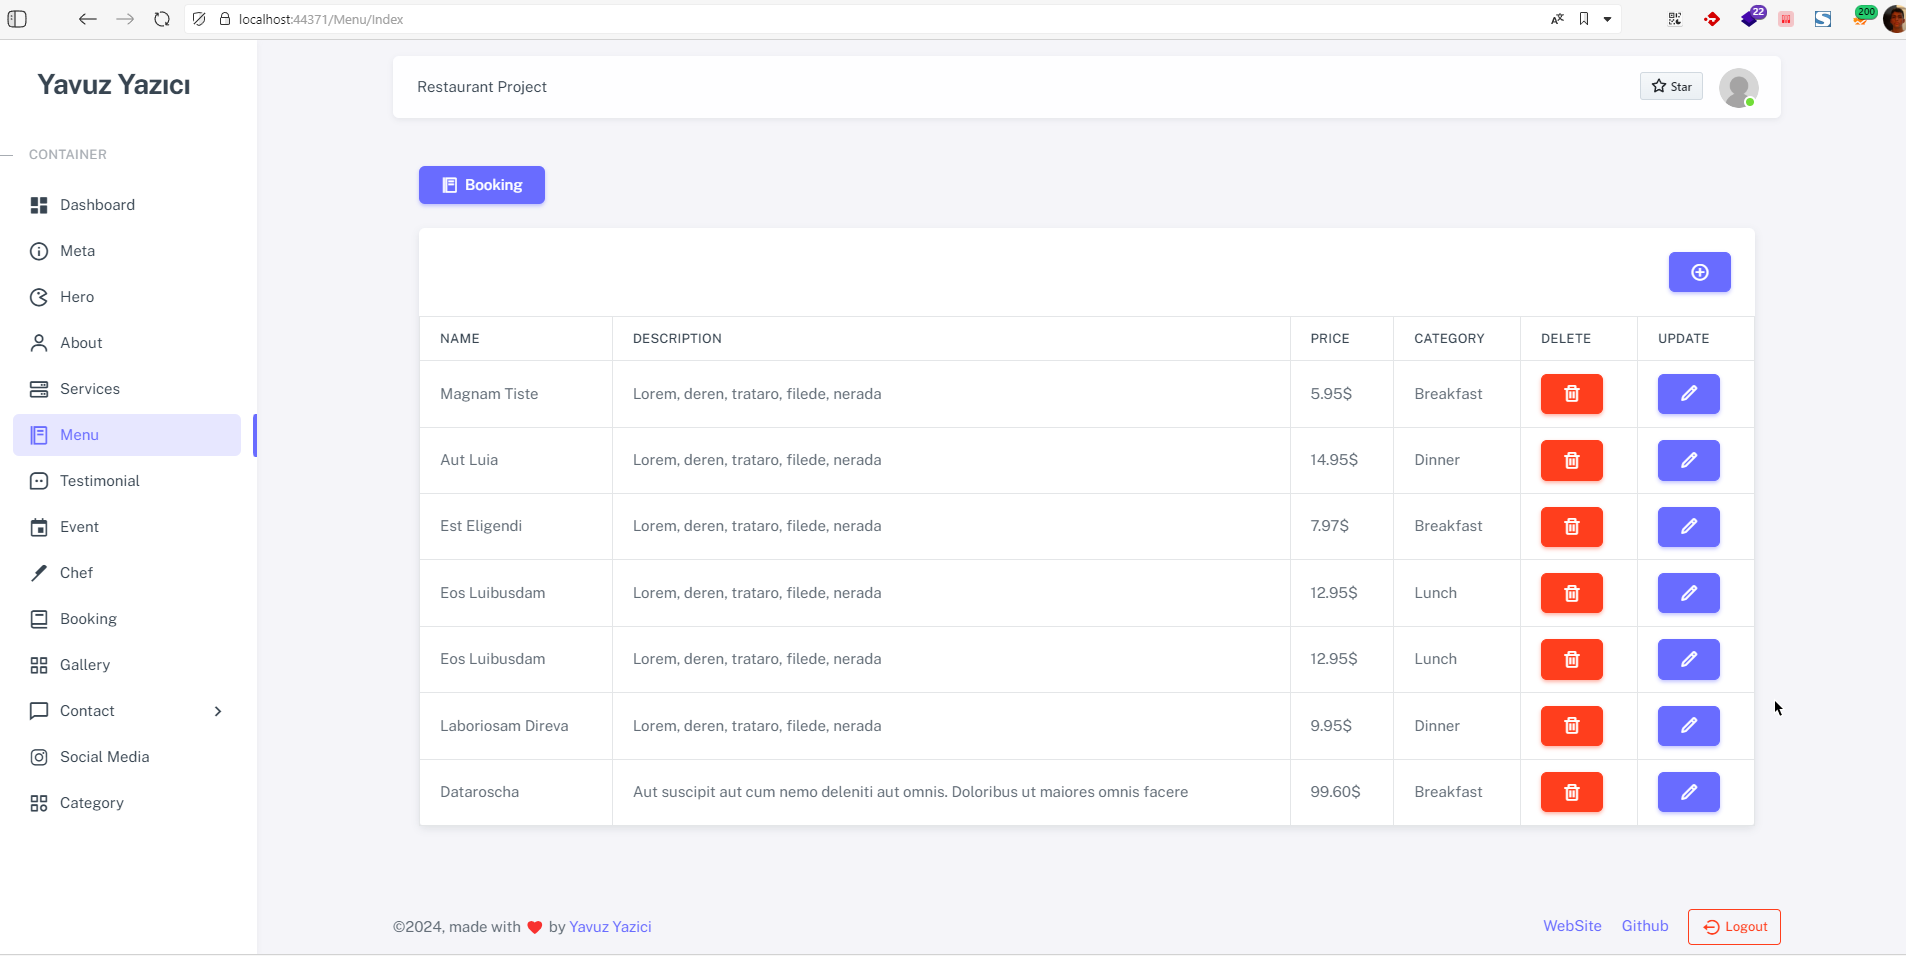 localhost:44371/Menu/Index
22
200
Yavuz Yazıcı
Restaurant Project
Star
CONTAINER
Dashboard
Meta
Hero
About
Services
Menu
Testimonial
Event
Chef
Booking
Gallery
Contact
Social Media
Category
Booking
NAME DESCRIPTION PRICE CATEGORY DELETE UPDATE
Magnam Tiste Lorem, deren, trataro, filede, nerada 5.95$ Breakfast
Aut Luia Lorem, deren, trataro, filede, nerada 14.95$ Dinner
Est Eligendi Lorem, deren, trataro, filede, nerada 7.97$ Breakfast
Eos Luibusdam Lorem, deren, trataro, filede, nerada 12.95$ Lunch
Eos Luibusdam Lorem, deren, trataro, filede, nerada 12.95$ Lunch
Laboriosam Direva Lorem, deren, trataro, filede, nerada 9.95$ Dinner
Dataroscha Aut suscipit aut cum nemo deleniti aut omnis. Doloribus ut maiores omnis facere 99.60$ Breakfast
©2024, made with ❤️ by Yavuz Yazici
WebSite Github Logout